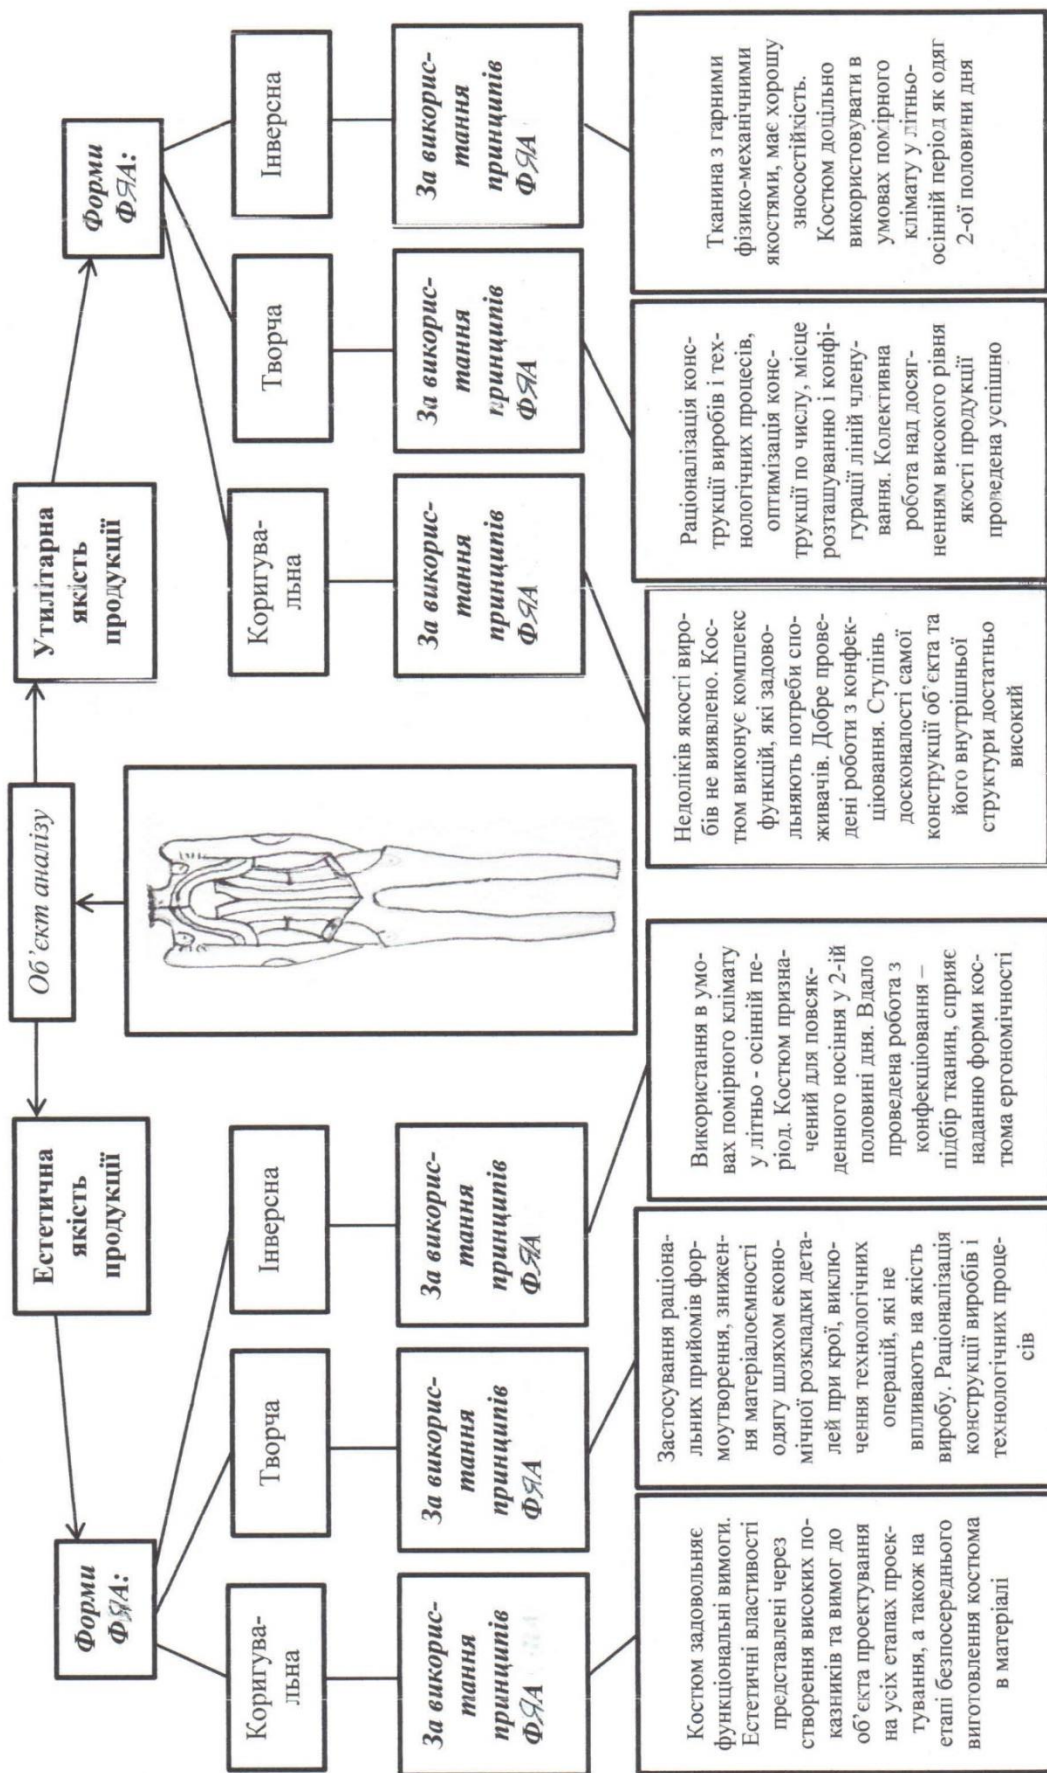 Об’єкт аналізу
Естетична
якість
продукції
Утилітарна
якість
продукції
Форми
ФЯА:
Форми
ФЯА:
Коригува-
льна
Творча
Інверсна
Коригува-
льна
Творча
Інверсна
За викорис-
тання
принципів
ФЯА
За викорис-
тання
принципів
ФЯА
За викорис-
тання
принципів
ФЯА
За викорис-
тання
принципів
ФЯА
За викорис-
тання
принципів
ФЯА
За викорис-
тання
принципів
ФЯА
Костюм задовольняє
функціональні вимоги.
Естетичні властивості
представлені через
створення високих по-
казників та вимог до
об’єкта проектування
на усіх етапах проек-
тування, а також на
етапі безпосереднього
виготовлення костюма
в матеріалі
Застосування раціона-
льних прийомів фор-
моутворення, знижен-
ня матеріалоємності
одягу шляхом еконо-
мічної розкладки дета-
лей при крої, виклю-
чення технологічних
операцій, які не
впливають на якість
виробу. Раціоналізація
конструкції виробів і
технологічних проце-
сів
Використання в умо-
вах помірного клімату
у літньо - осінній пе-
ріод. Костюм призна-
чений для повсяк-
денного носіння у 2-ій
половині дня. Вдало
проведена робота з
конфекціювання –
підбір тканин, сприяє
наданню форми кос-
тюма ергономічності
Недоліків якості виро-
бів не виявлено. Кос-
тюм виконує комплекс
функцій, які задово-
льняють потреби спо-
живачів. Добре прове-
дені роботи з конфек-
ціювання. Ступінь
досконалості самої
конструкції об’єкта та
його внутрішньої
структури достатньо
високий
Раціоналізація конс-
трукції виробів і тех-
нологічних процесів,
оптимізація конс-
трукції по числу, місце
розташуванню і конфі-
гурації ліній члену-
вання. Колективна
робота над досяг-
ненням високого рівня
якості продукції
проведена успішно
Тканина з гарними
фізико-механічними
якостями, має хорошу
зносостійкість.
Костюм доцільно
використовувати в
умовах помірного
клімату у літньо-
осінній період як одяг
2-ої половини дня